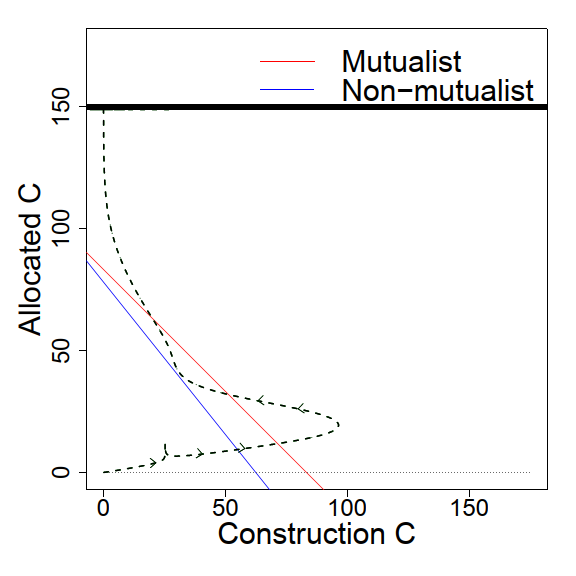 Mutualist
Non−mutualist
150
100
50
0
Allocated C
0 50 100 150
Construction C